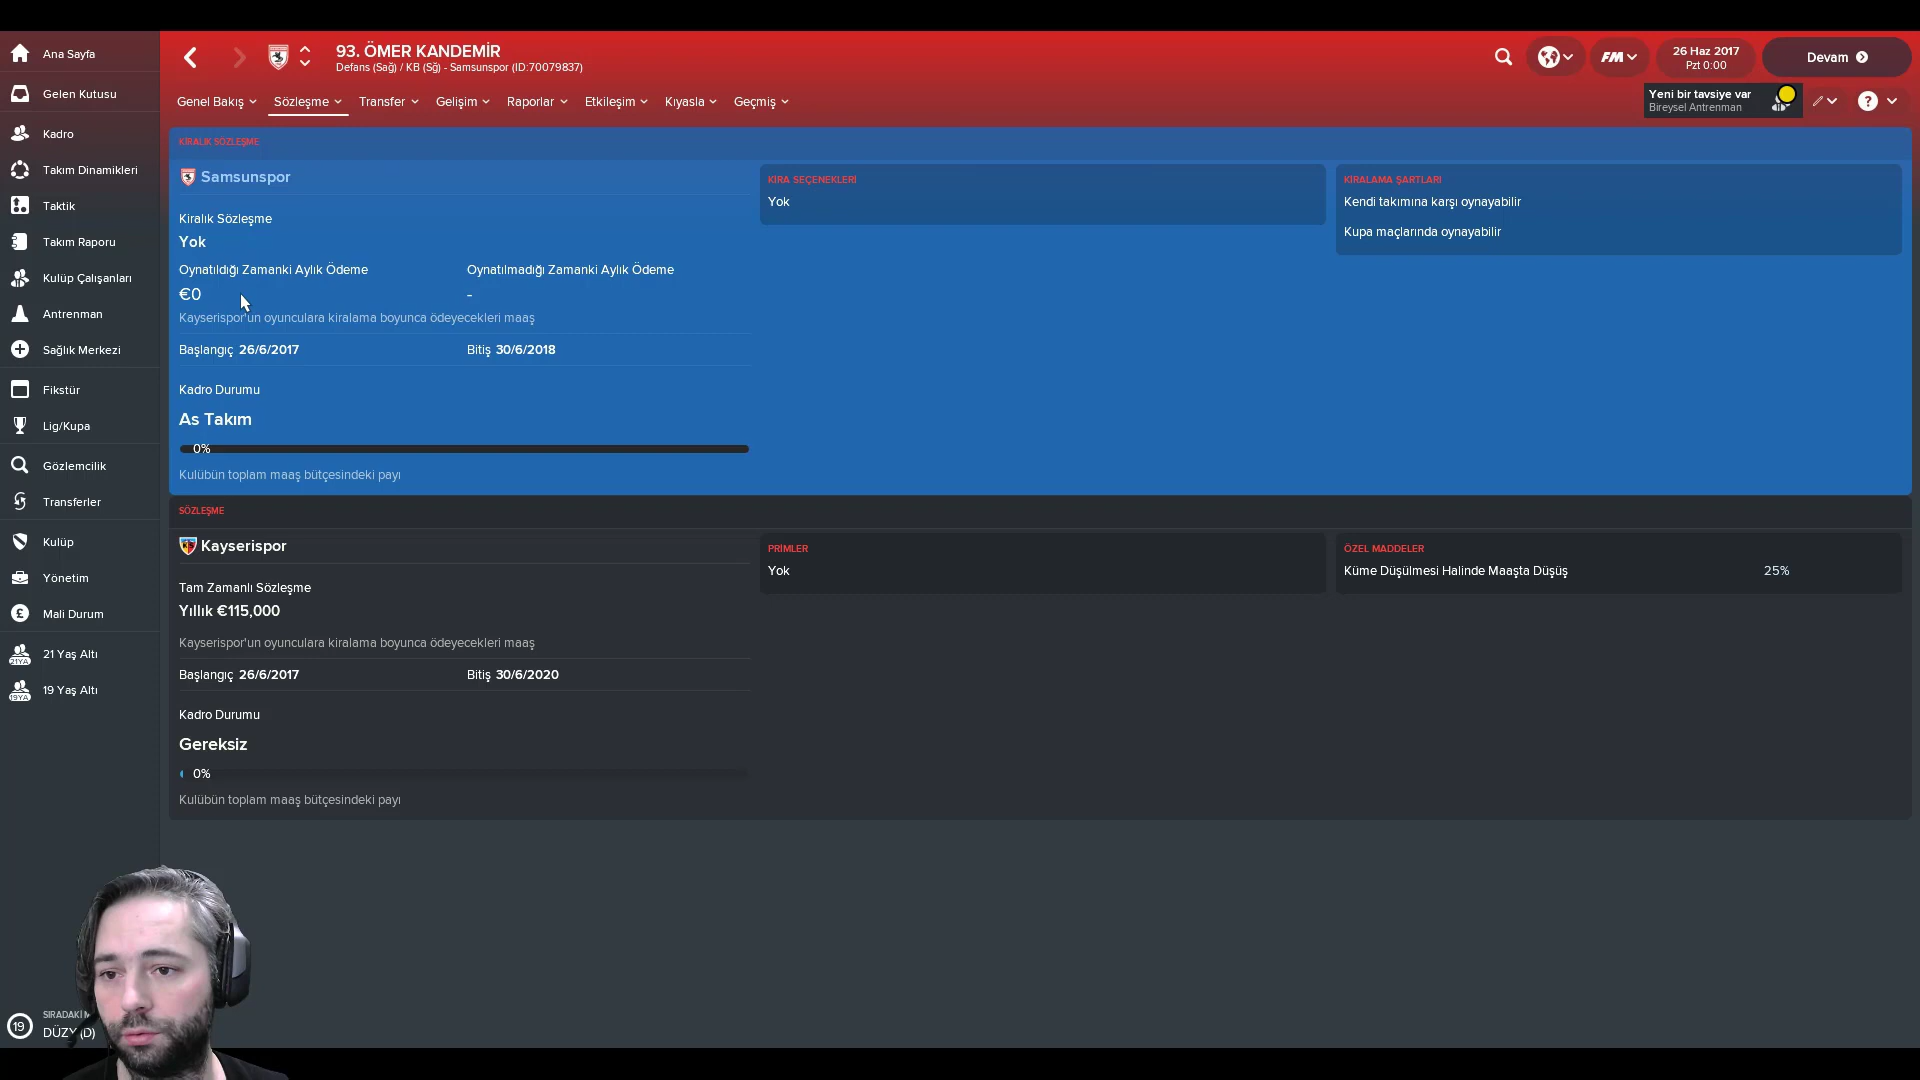 Ana Sayfa
Gelen Kutusu
Kadro
Takım Dinamikleri
Taktik
Takım Raporu
Kulüp Çalışanları
Antrenman
Sağlık Merkezi
Fikstür
Lig/Kupa
Gözlemcilik
Transferler
Kulüp
Yönetim
Mali Durum
21YA
21 Yaş Altı
19YA
19 Yaş Altı
19
SIRADAKİ
DÜZY (D)
93. ÖMER KANDEMİR
Defans (Sağ) / KB (Sğ) - Samsunspor (ID:70079837)
FM
26 Haz 2017
Pzt 0:00
Devam
Genel Bakış
Sözleşme
Transfer
Gelişim
Raporlar
Etkileşim
Kıyasla
Geçmiş
Yeni bir tavsiye var
Bireysel Antrenman
?
KİRALIK SÖZLEŞME
Samsunspor
Kiralık Sözleşme
Yok
Oynatıldığı Zamanki Aylık Ödeme
Oynatılmadığı Zamanki Aylık Ödeme
€0
-
Kayserispor'un oyunculara kiralama boyunca ödeyecekleri maaş
Başlangıç 26/6/2017
Bitiş 30/6/2018
Kadro Durumu
As Takım
0%
Kulübün toplam maaş bütçesindeki payı
KİRA SEÇENEKLERİ
Yok
KİRALAMA ŞARTLARI
Kendi takımına karşı oynayabilir
Kupa maçlarında oynayabilir
SÖZLEŞME
Kayserispor
Tam Zamanlı Sözleşme
Yıllık €115,000
Kayserispor'un oyunculara kiralama boyunca ödeyecekleri maaş
Başlangıç 26/6/2017
Bitiş 30/6/2020
Kadro Durumu
Gereksiz
0%
Kulübün toplam maaş bütçesindeki payı
PRİMLER
Yok
ÖZEL MADDELER
Küme Düşülmesi Halinde Maaşta Düşüş
25%